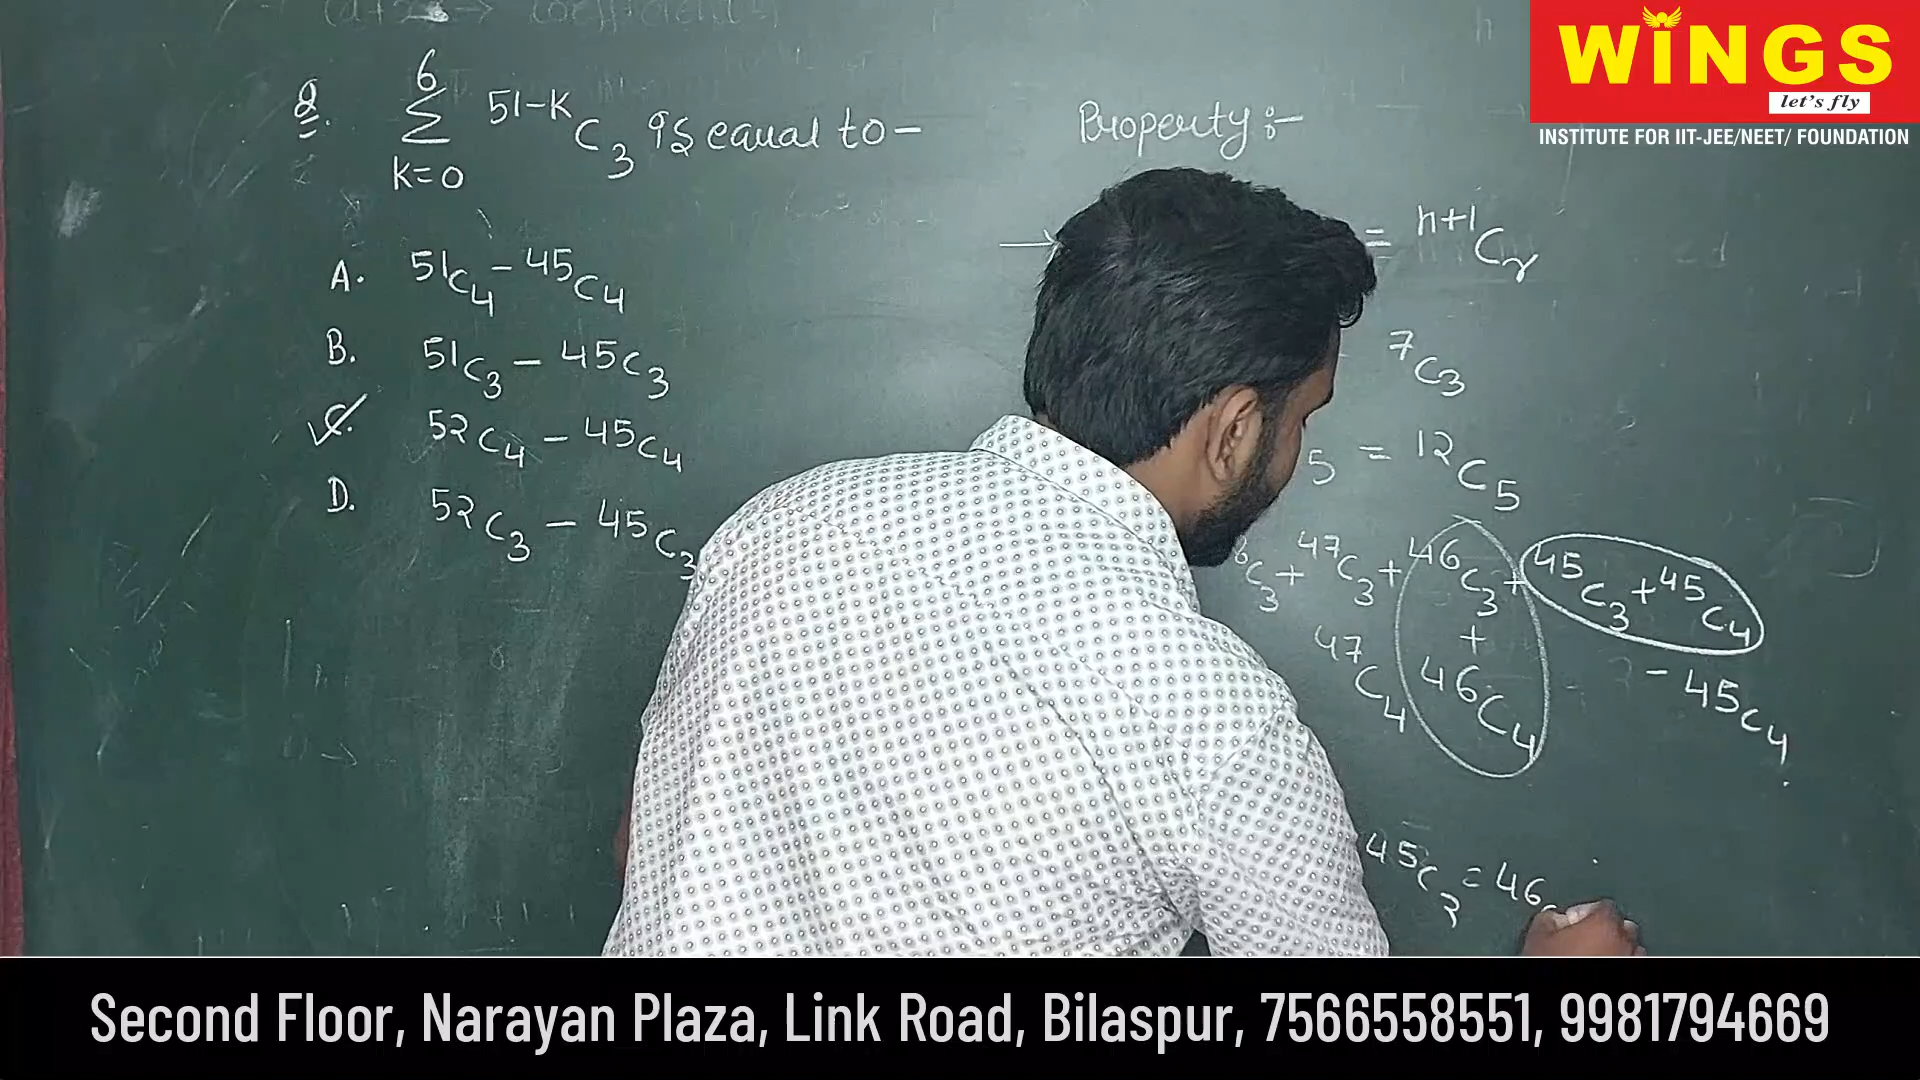 WiNGS
let's fly
INSTITUTE FOR IIT-JEE/NEET/ FOUNDATION
Q. 6 Σ K=0 51-K C 3 is equal to -
A. 51C4 - 45C4
B. 51C3 - 45C3
C. 52C4 - 45C4
D. 52C3 - 45C3
Property :-
→ = n+1Cr
7C3
5 = 12C5
C3 + 47C3 + 46C3 + 45C3 + 45C4
+
47C4 46C4 - 45C4
45C3 = 46
Second Floor, Narayan Plaza, Link Road, Bilaspur, 7566558551, 9981794669